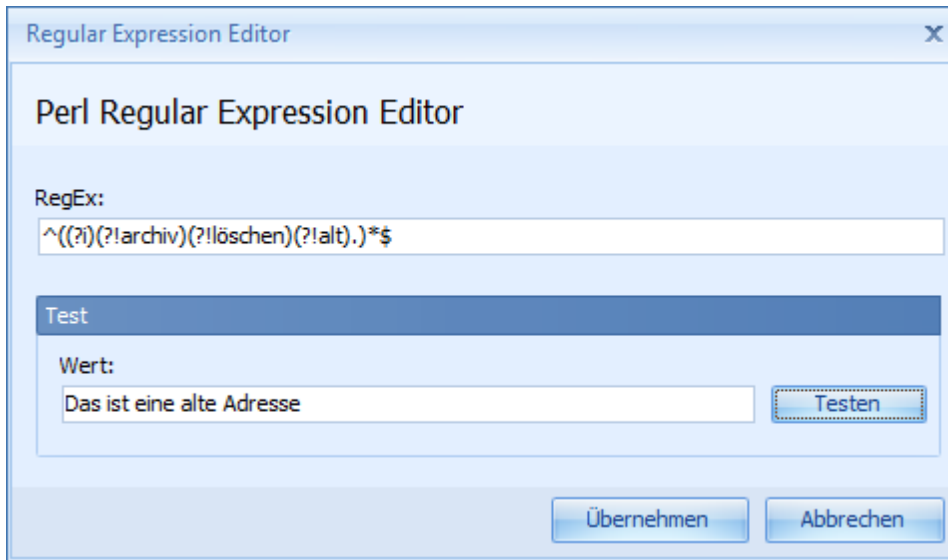 Regular Expression Editor
Perl Regular Expression Editor
RegEx:
^((?i)(?!archiv)(?!löschen)(?!alt).)*$
Test
Wert:
Das ist eine alte Adresse
Testen
Übernehmen
Abbrechen